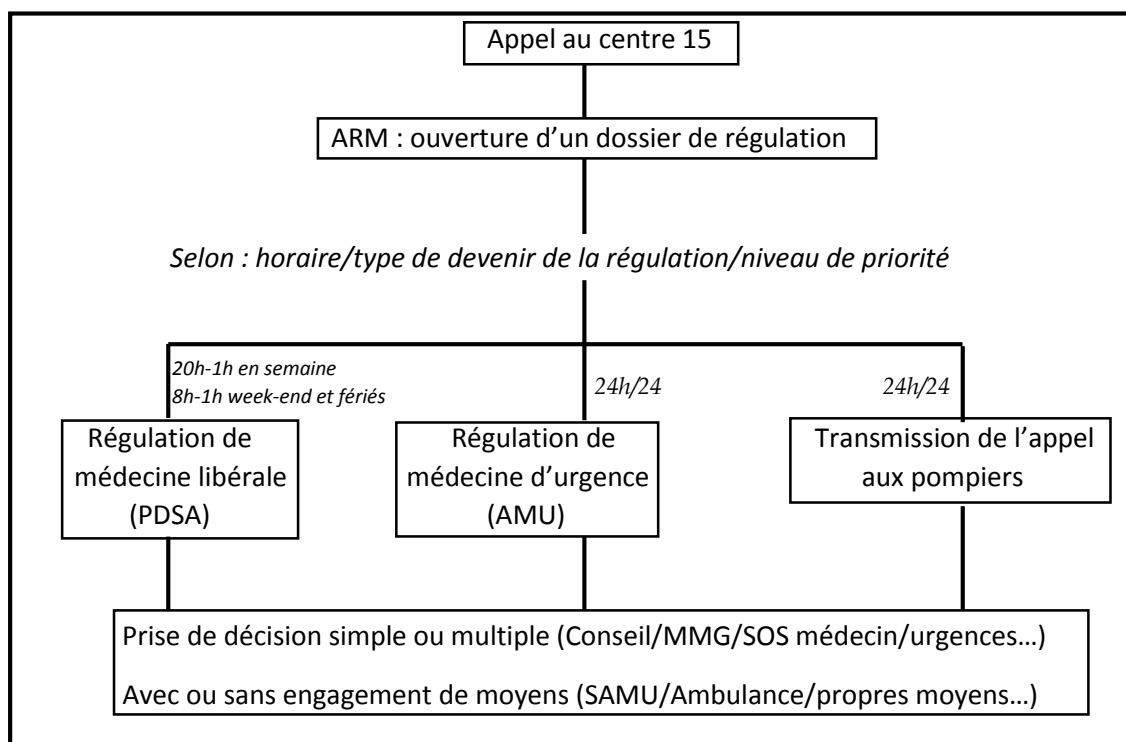 Appel au centre 15
ARM : ouverture d’un dossier de régulation
Selon : horaire/type de devenir de la régulation/niveau de priorité
20h-1h en semaine
8h-1h week-end et fériés
24h/24
24h/24
Régulation de
médecine libérale
(PDSA)
Régulation de
médecine d’urgence
(AMU)
Transmission de l’appel
aux pompiers
Prise de décision simple ou multiple (Conseil/MMG/SOS médecin/urgences…)
Avec ou sans engagement de moyens (SAMU/Ambulance/propres moyens…)